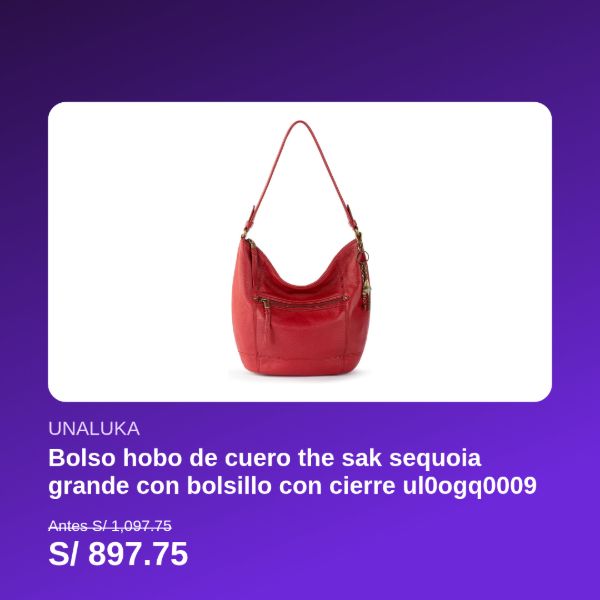 UNALUKA
Bolso hobo de cuero the sak sequoia
grande con bolsillo con cierre ul0ogq0009
Antes S/ 1,097.75
S/ 897.75